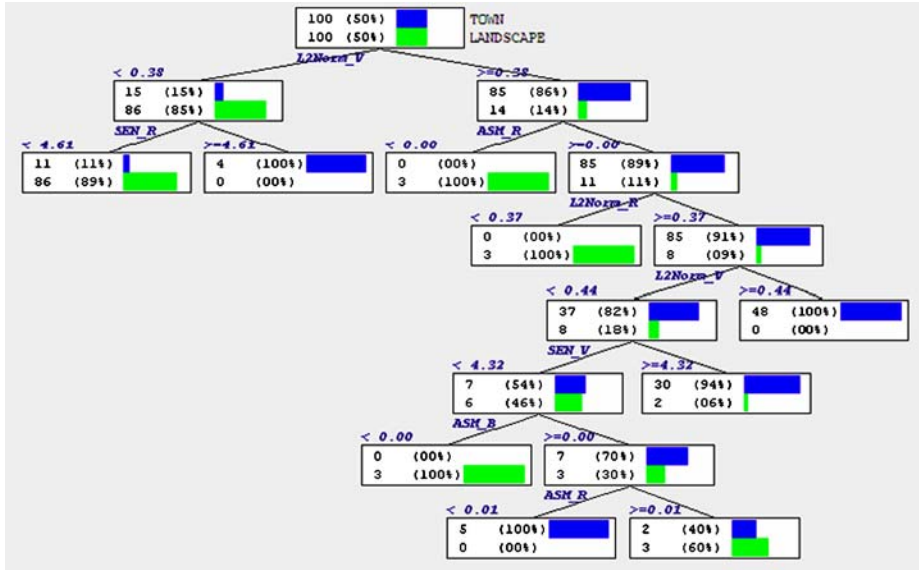 100 (50%) TOWN
100 (50%) LANDSCAPE
L2Norm_V
< 0.38 >=0.38
15 (15%) 85 (86%)
86 (85%) 14 (14%)
SEN_R ASM_R
< 4.61 >=4.61 < 0.00 >=0.00
11 (11%) 4 (100%) 0 (00%) 85 (89%)
86 (89%) 0 (00%) 3 (100%) 11 (11%)
L2Norm_R
< 0.37 >=0.37
0 (00%) 85 (91%)
3 (100%) 8 (09%)
L2Norm_V
< 0.44 >=0.44
37 (82%) 48 (100%)
8 (18%) 0 (00%)
SEN_V
< 4.32 >=4.32
7 (54%) 30 (94%)
6 (46%) 2 (06%)
ASM_B
< 0.00 >=0.00
0 (00%) 7 (70%)
3 (100%) 3 (30%)
ASM_R
< 0.01 >=0.01
5 (100%) 2 (40%)
0 (00%) 3 (60%)